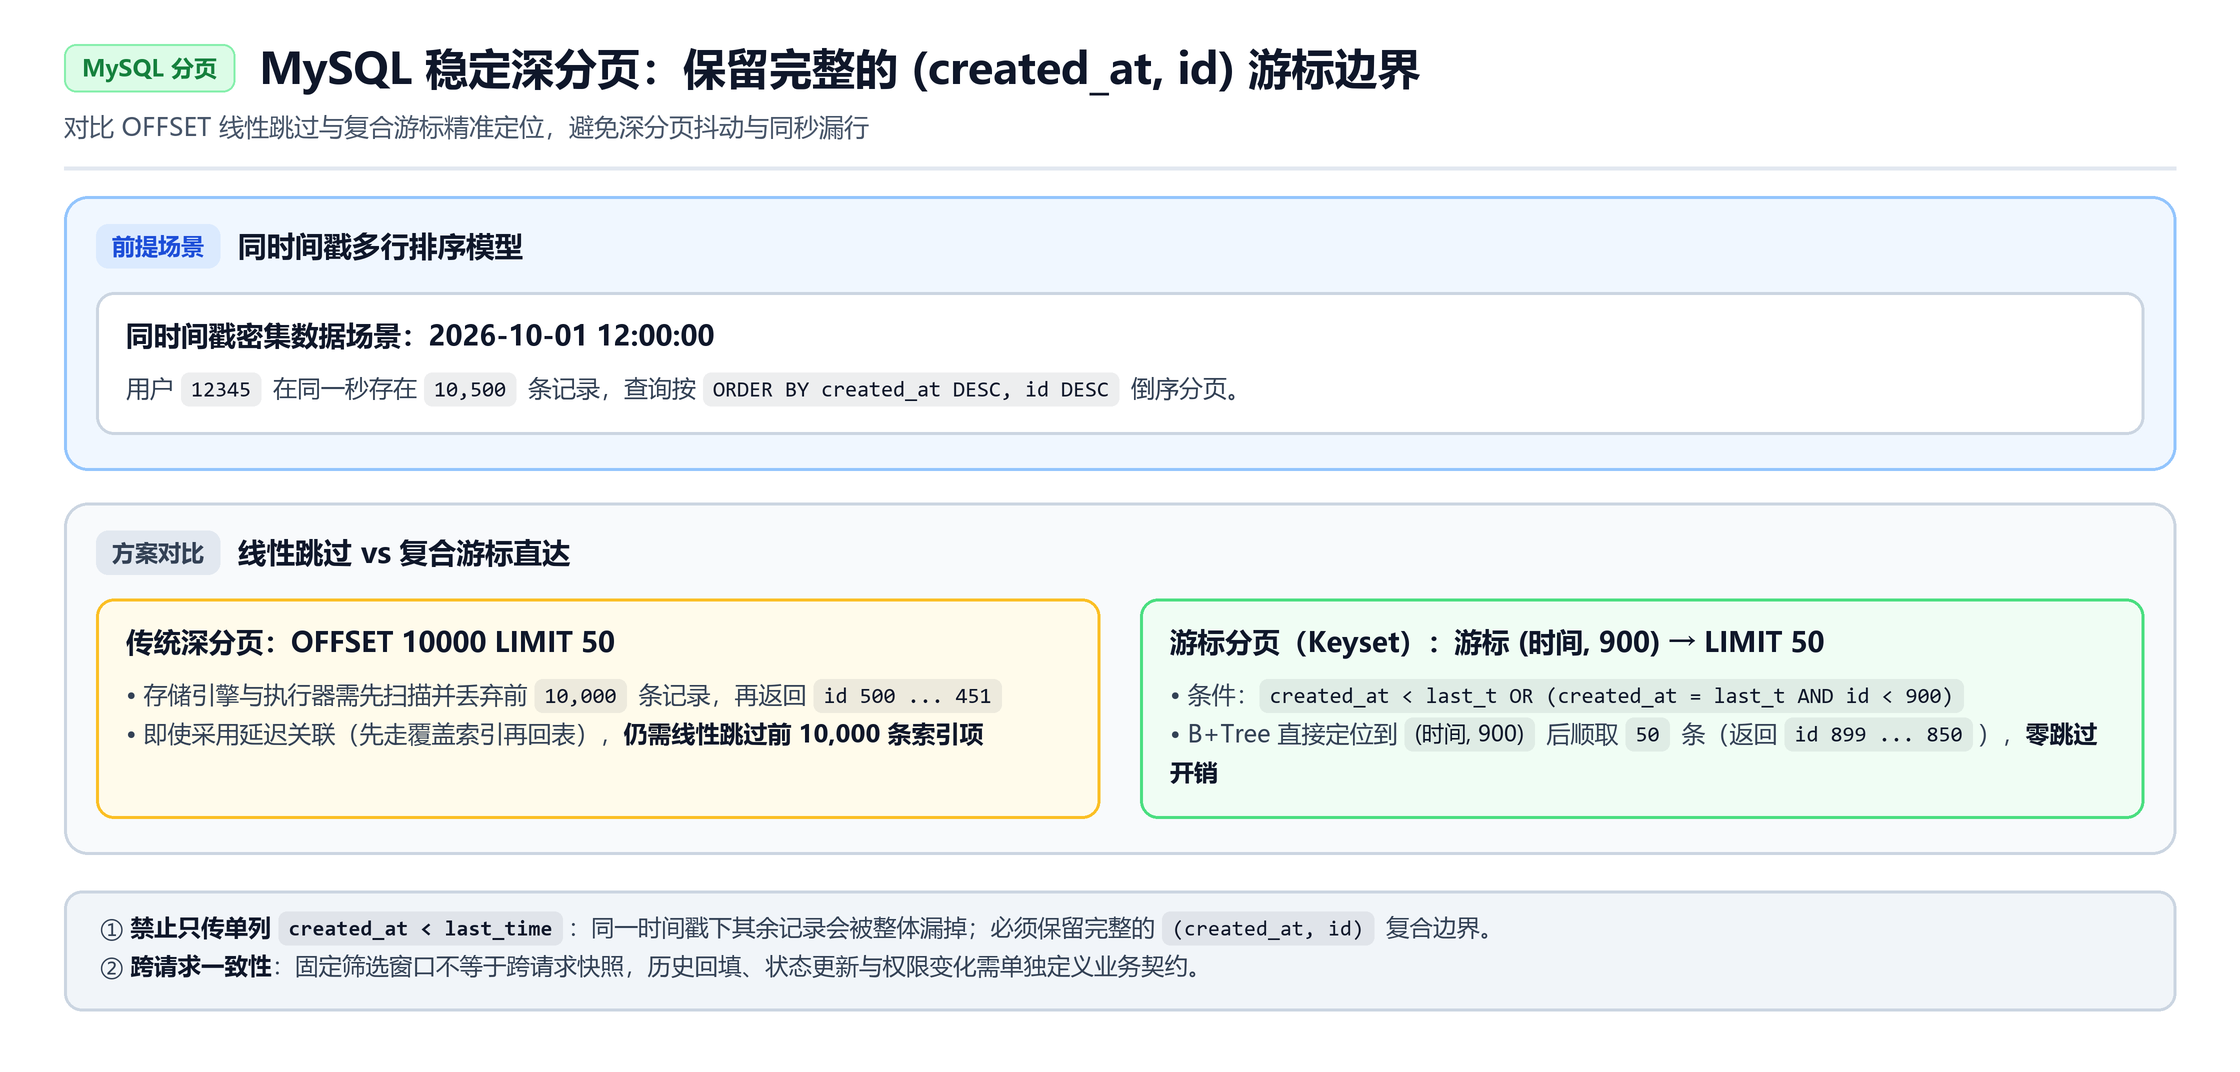 MySQL 分页
MySQL 稳定深分页：保留完整的 (created_at, id) 游标边界
对比 OFFSET 线性跳过与复合游标精准定位，避免深分页抖动与同秒漏行
前提场景
同时间戳多行排序模型
同时间戳密集数据场景：2026-10-01 12:00:00
用户 12345 在同一秒存在 10,500 条记录，查询按 ORDER BY created_at DESC, id DESC 倒序分页。
方案对比
线性跳过 vs 复合游标直达
传统深分页：OFFSET 10000 LIMIT 50
• 存储引擎与执行器需先扫描并丢弃前 10,000 条记录，再返回 id 500 ... 451
• 即使采用延迟关联（先走覆盖索引再回表），仍需线性跳过前 10,000 条索引项
游标分页（Keyset）：游标 (时间, 900) → LIMIT 50
• 条件： created_at < last_t OR (created_at = last_t AND id < 900)
• B+Tree 直接定位到 (时间, 900) 后顺取 50 条（返回 id 899 ... 850 ），零跳过
开销
① 禁止只传单列 created_at < last_time ：同一时间戳下其余记录会被整体漏掉；必须保留完整的 (created_at, id) 复合边界。
② 跨请求一致性：固定筛选窗口不等于跨请求快照，历史回填、状态更新与权限变化需单独定义业务契约。